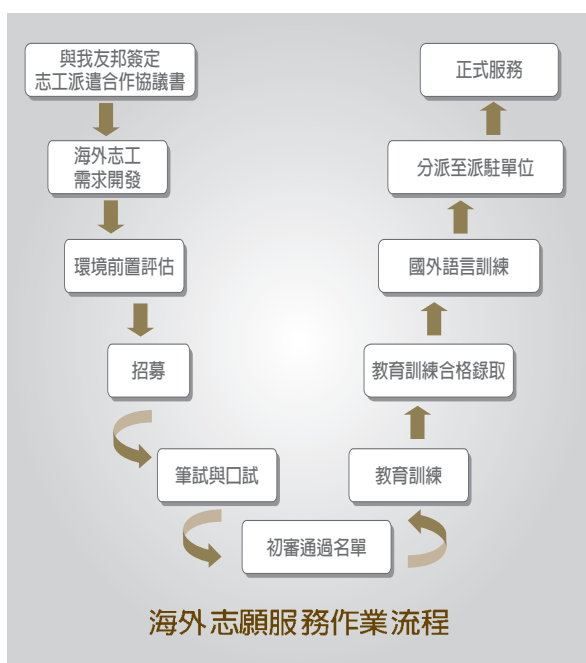 與我友邦簽定
志工派遣合作協議書
海外志工
需求開發
環境前置評估
招募
筆試與口試
初審通過名單
教育訓練
教育訓練合格錄取
國外語言訓練
分派至派駐單位
正式服務
海外志願服務作業流程